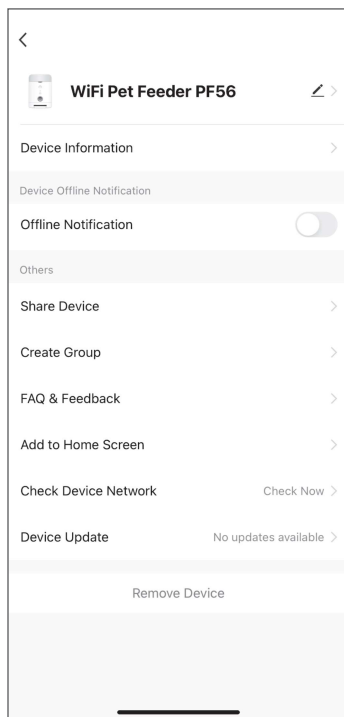 WiFi Pet Feeder PF56
Device Information
Device Offline Notification
Offline Notification
Others
Share Device
Create Group
FAQ & Feedback
Add to Home Screen
Check Device Network Check Now
Device Update No updates available
Remove Device